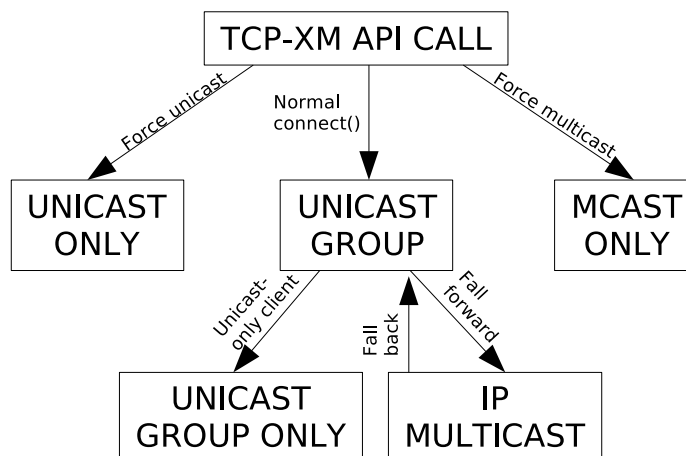 TCP-XM API CALL
Force unicast
Normal
connect()
Force multicast
UNICAST
ONLY
UNICAST
GROUP
MCAST
ONLY
Unicast-
only client
Fall
back
Fall
forward
UNICAST
GROUP ONLY
IP
MULTICAST